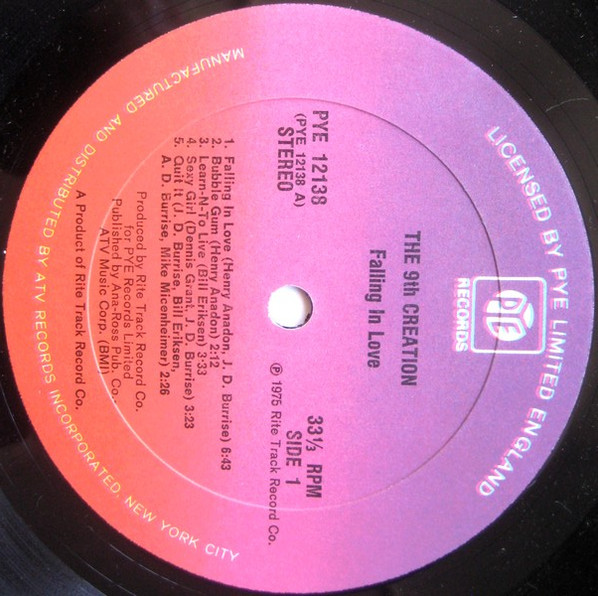 LICENSED BY PYE LIMITED ENGLAND
PYE
RECORDS
THE 9th CREATION
Falling In Love
PYE 12138
(PYE 12138 A)
STEREO
33⅓ RPM
SIDE 1
℗ 1975 Rite Track Record Co.
1. Falling In Love (Henry Anadon, J. D. Burrise) 6:43
2. Bubble Gum (Henry Anadon) 2:12
3. Learn-N-To Live (Bill Eriksen) 3:33
4. Sexy Girl (Dennis Grant, J. D. Burrise) 3:23
5. Quit It (J. D. Burrise, Bill Eriksen,
A. D. Burrise, Mike Micenheimer) 2:26
Produced by Rite Track Record Co.
for PYE Records Limited
Published by Ana-Ross Pub. Co.-
ATV Music Corp. (BMI)
A Product of Rite Track Record Co.
MANUFACTURED AND DISTRIBUTED BY ATV RECORDS INCORPORATED, NEW YORK CITY